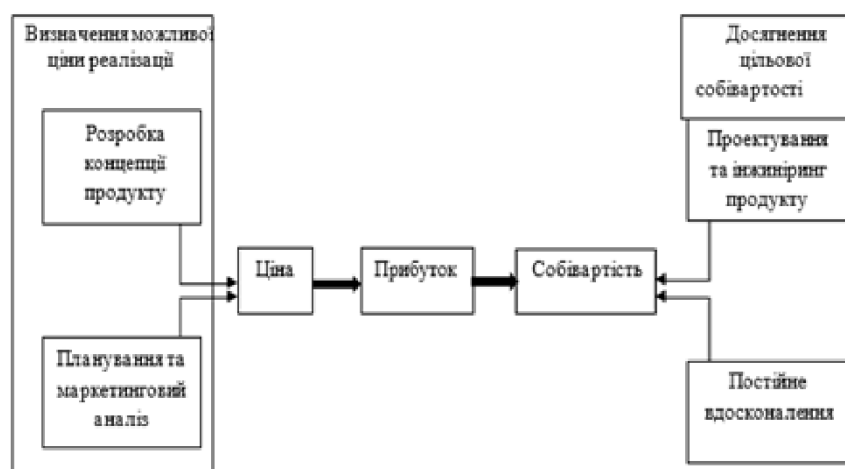 Визначення можливої
ціни реалізації
Розробка
концепції
продукту
Планування та
маркетинговий
аналіз
Ціна
Прибуток
Собівартість
Досягнення
цільової
собівартості
Проектування
та інжиніринг
продукту
Постійне
вдосконалення